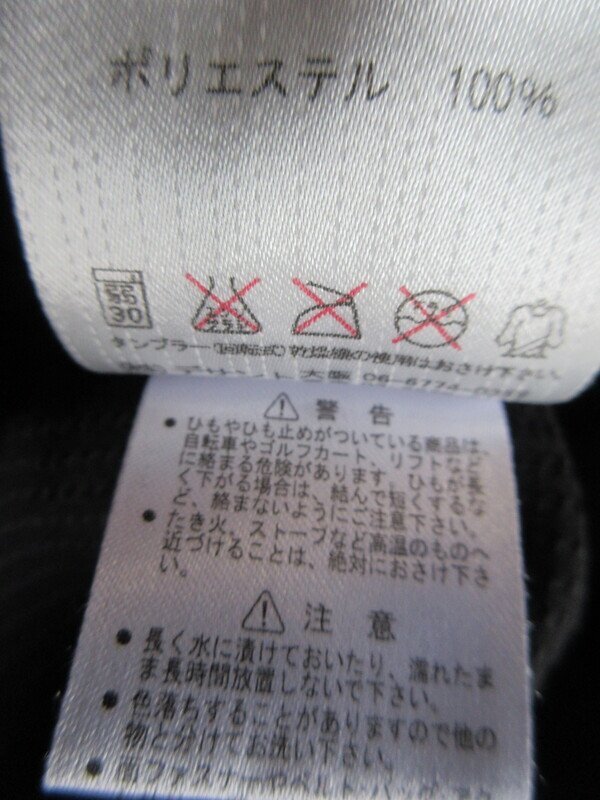 ポリエステル 100%
30
タンブラー(回転式)乾燥機の使用はおさけ下さい。
大阪 06-6774-
警 告
• ひもやひも止めがついている商品は、
自転車やゴルフカート、リフトなど
に絡まる危険があります。ひもが長
く下がる場合は、結んで短くするな
ど、絡まないようにご注意下さい。
• たき火、ストーブなど高温のものへ
近づけることは、絶対におさけ下さ
い。
注 意
• 長く水に漬けておいたり、濡れたま
ま長時間放置しないで下さい。
• 色落ちすることがありますので他の
物と分けてお洗い下さい。